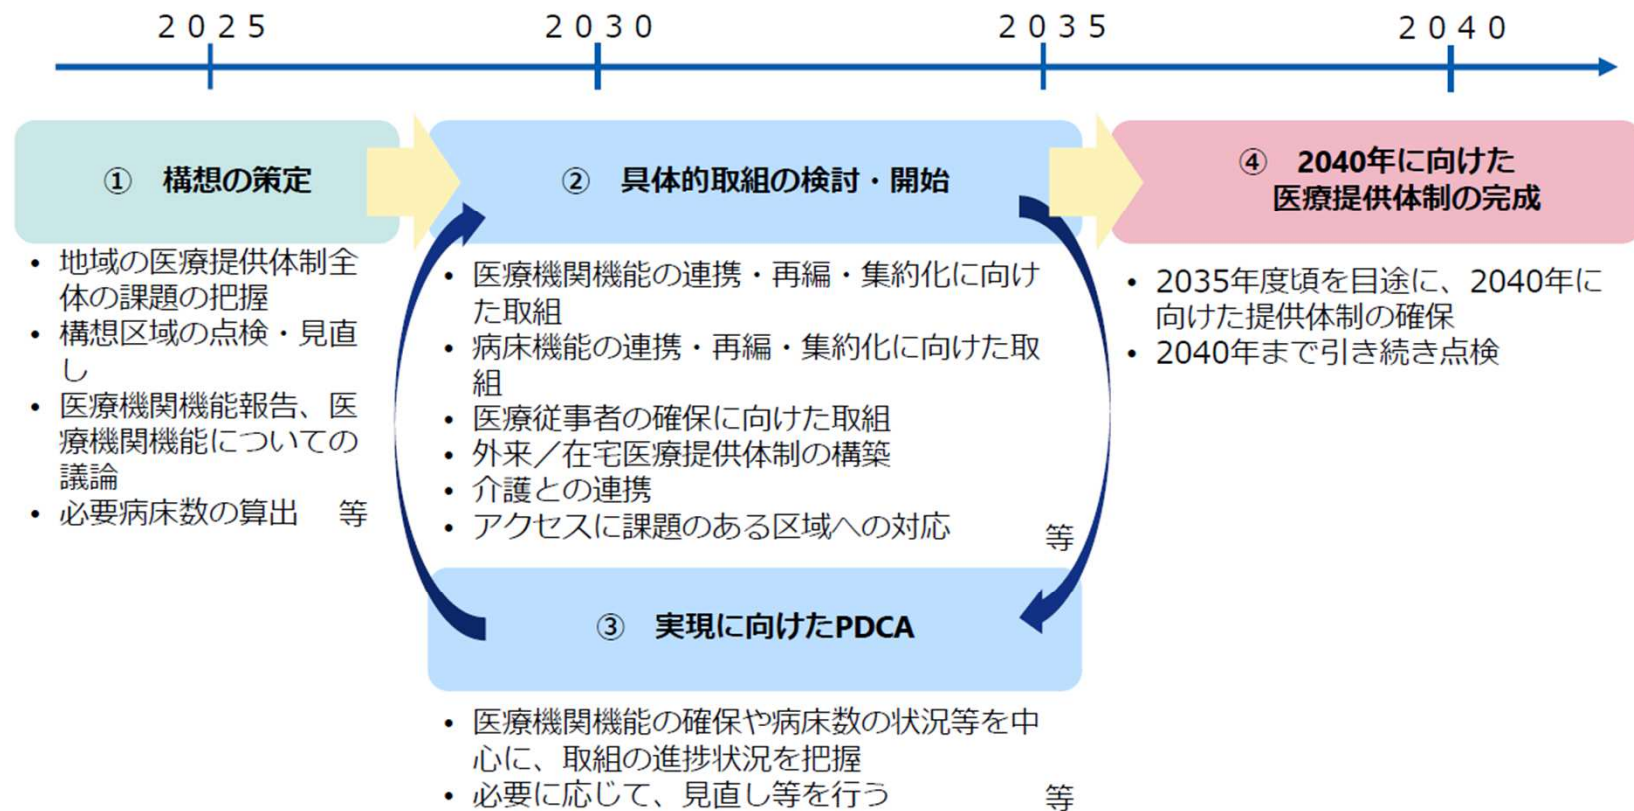 2025
2030
2035
2040
① 構想の策定
• 地域の医療提供体制全
体の課題の把握
• 構想区域の点検・見直
し
• 医療機関機能報告、医
療機関機能についての
議論
• 必要病床数の算出 等
② 具体的取組の検討・開始
• 医療機関機能の連携・再編・集約化に向け
た取組
• 病床機能の連携・再編・集約化に向けた取
組
• 医療従事者の確保に向けた取組
• 外来／在宅医療提供体制の構築
• 介護との連携
• アクセスに課題のある区域への対応 等
③ 実現に向けたPDCA
• 医療機関機能の確保や病床数の状況等を中
心に、取組の進捗状況を把握
• 必要に応じて、見直し等を行う 等
④ 2040年に向けた
医療提供体制の完成
• 2035年度頃を目途に、2040年に
向けた提供体制の確保
• 2040年まで引き続き点検